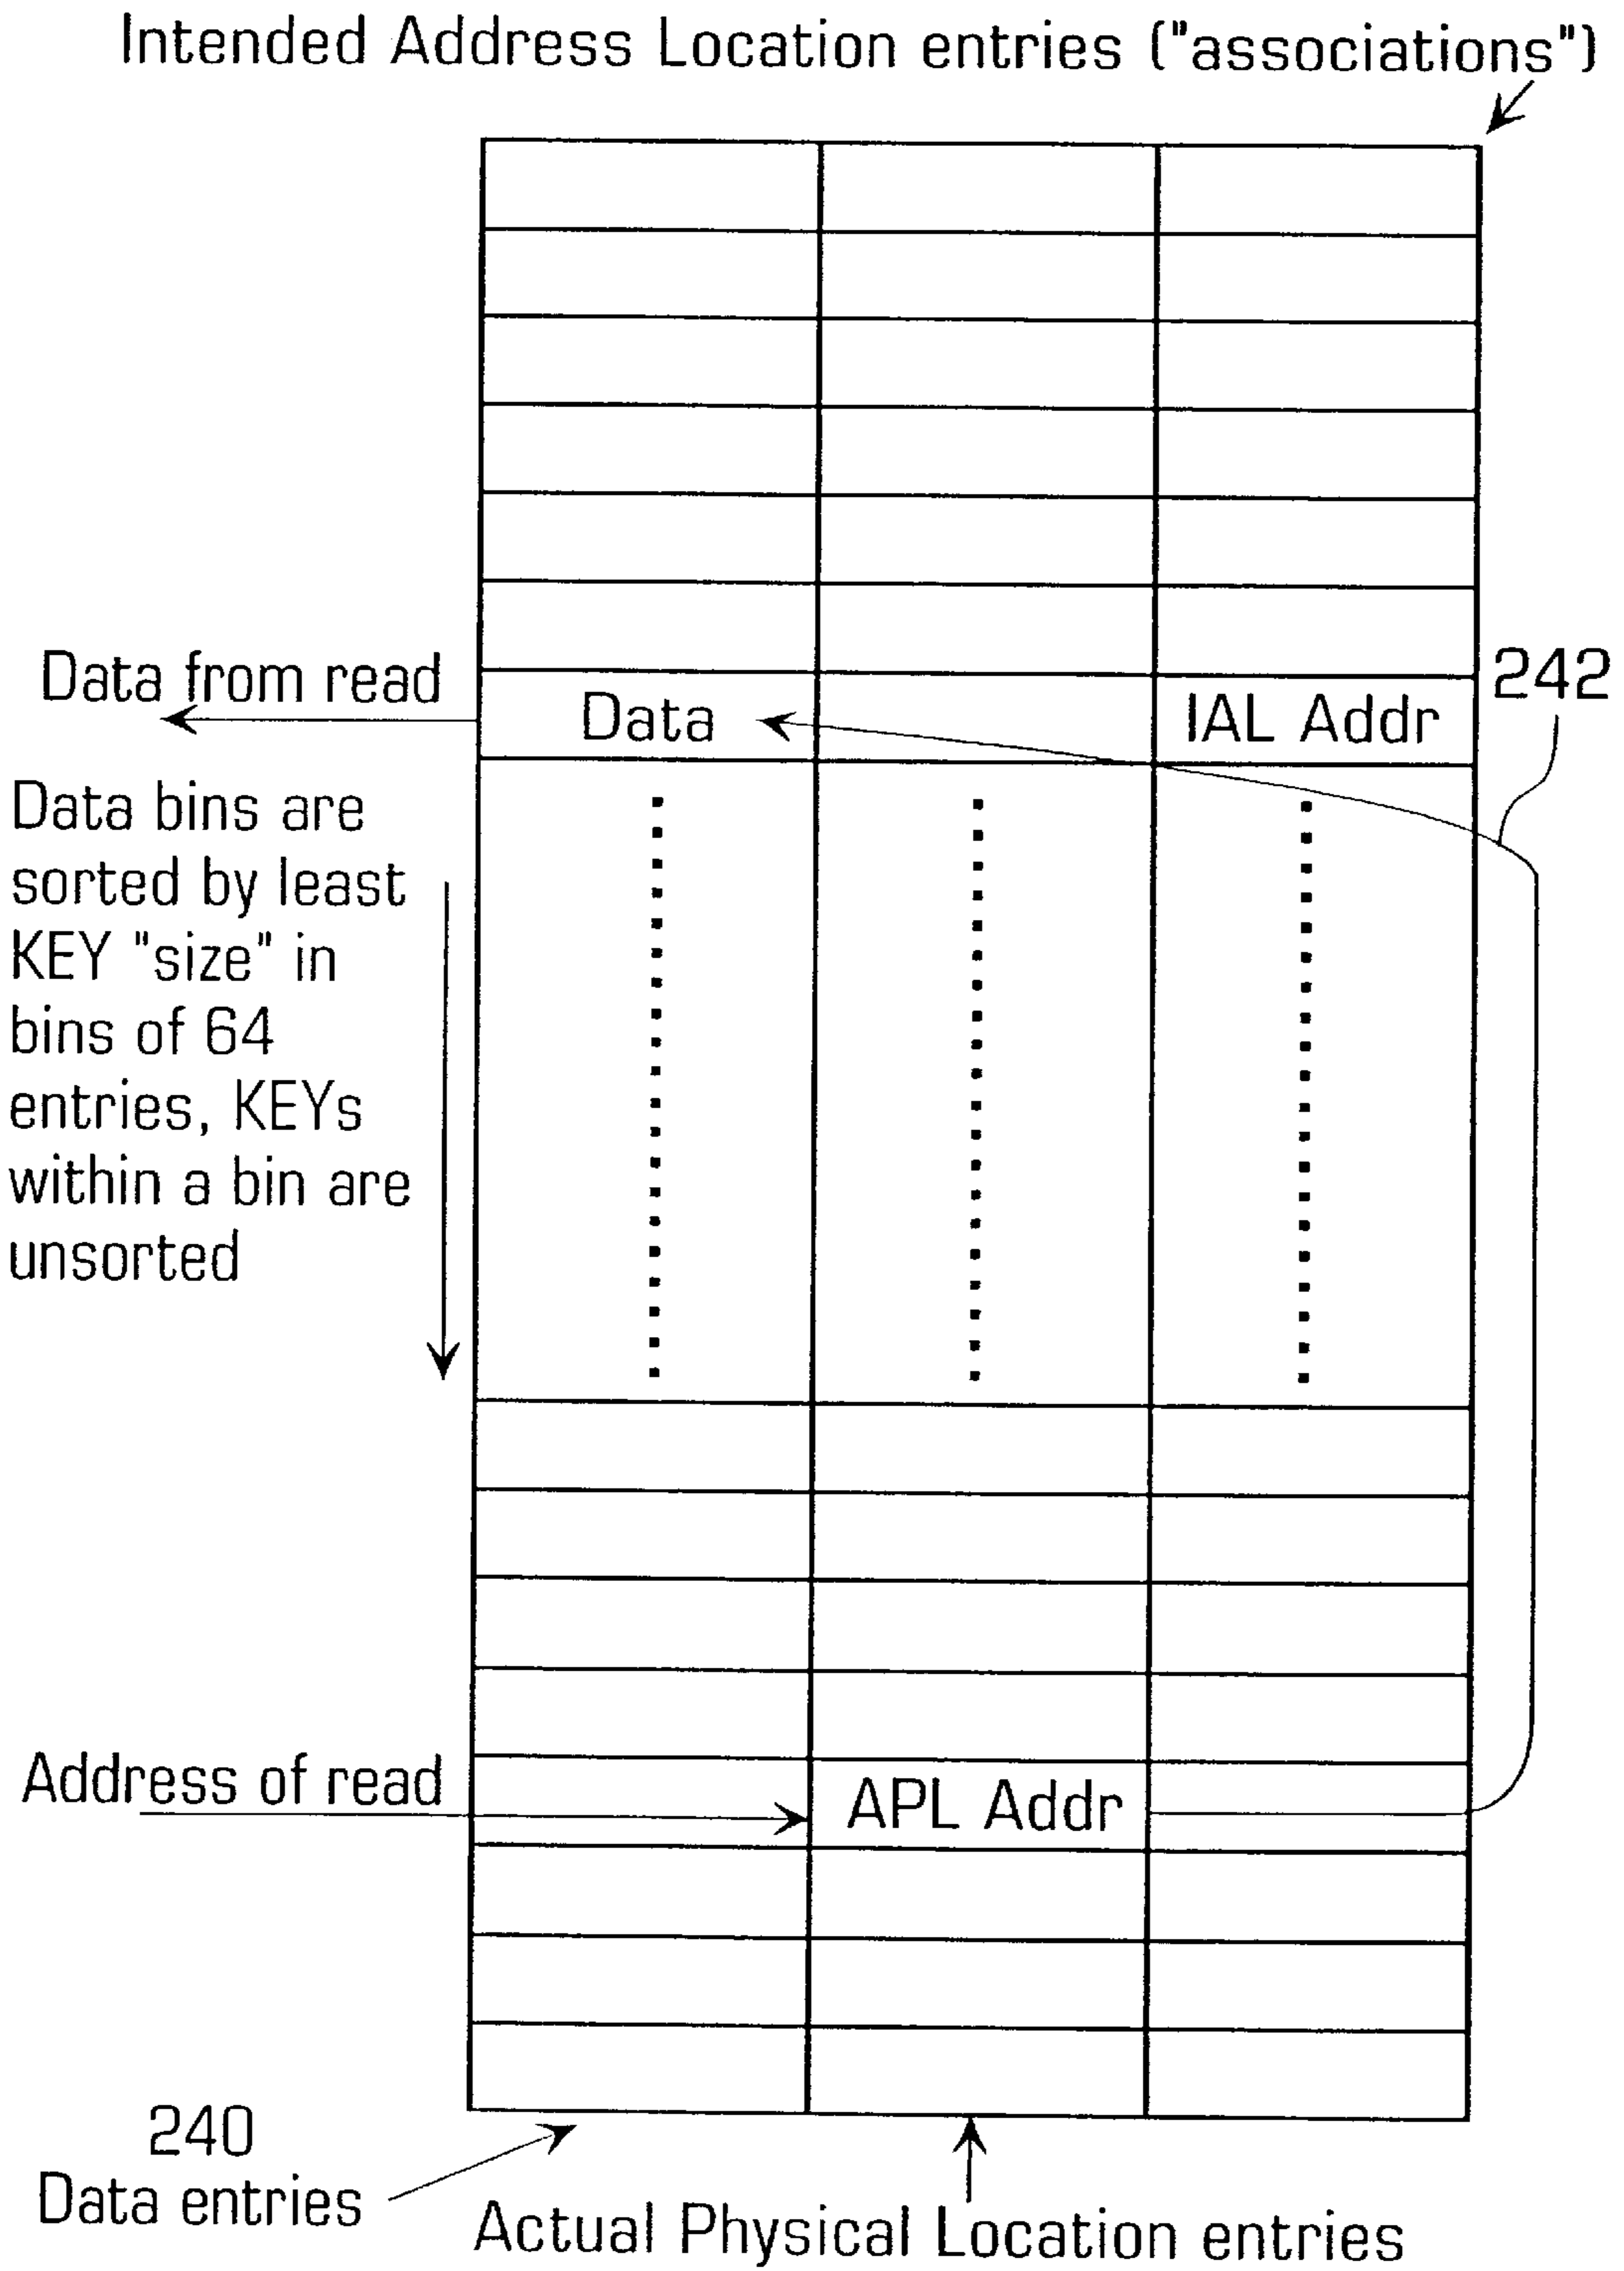 Intended Address Location entries ("associations")
Data from read
Data
IAL Addr
242
Data bins are
sorted by least
KEY "size" in
bins of 64
entries, KEYs
within a bin are
unsorted
Address of read
APL Addr
240
Data entries
Actual Physical Location entries